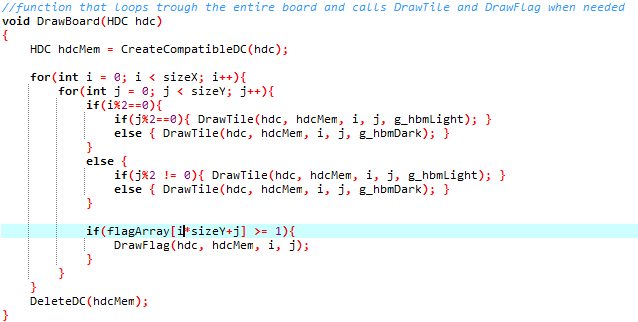 //function that loops trough the entire board and calls DrawTile and DrawFlag when needed
void DrawBoard(HDC hdc)
{
    HDC hdcMem = CreateCompatibleDC(hdc);

    for(int i = 0; i < sizeX; i++){
        for(int j = 0; j < sizeY; j++){
            if(i%2==0){
                if(j%2==0){ DrawTile(hdc, hdcMem, i, j, g_hbmLight); }
                else { DrawTile(hdc, hdcMem, i, j, g_hbmDark); }
            }
            else {
                if(j%2 != 0){ DrawTile(hdc, hdcMem, i, j, g_hbmLight); }
                else { DrawTile(hdc, hdcMem, i, j, g_hbmDark); }
            }

            if(flagArray[i*sizeY+j] >= 1){
                DrawFlag(hdc, hdcMem, i, j);
            }
        }
    }
    DeleteDC(hdcMem);
}